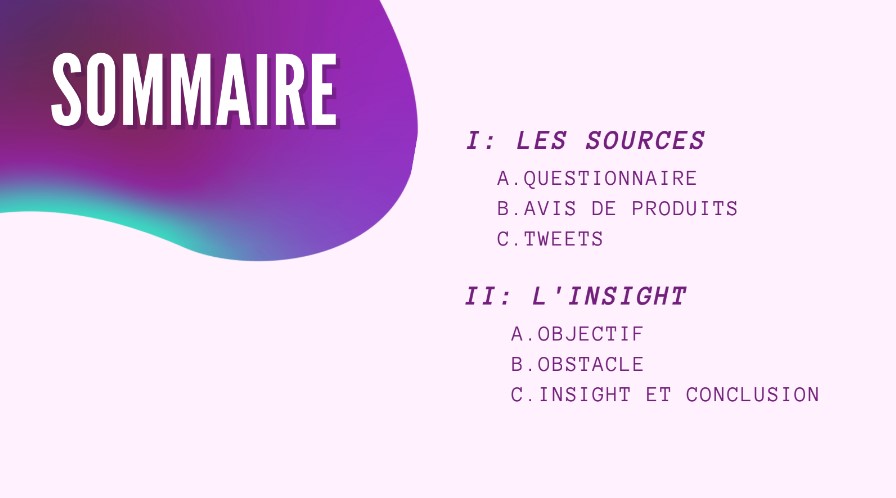 SOMMAIRE
I: LES SOURCES
A.QUESTIONNAIRE
B.AVIS DE PRODUITS
C.TWEETS
II: L'INSIGHT
A.OBJECTIF
B.OBSTACLE
C.INSIGHT ET CONCLUSION